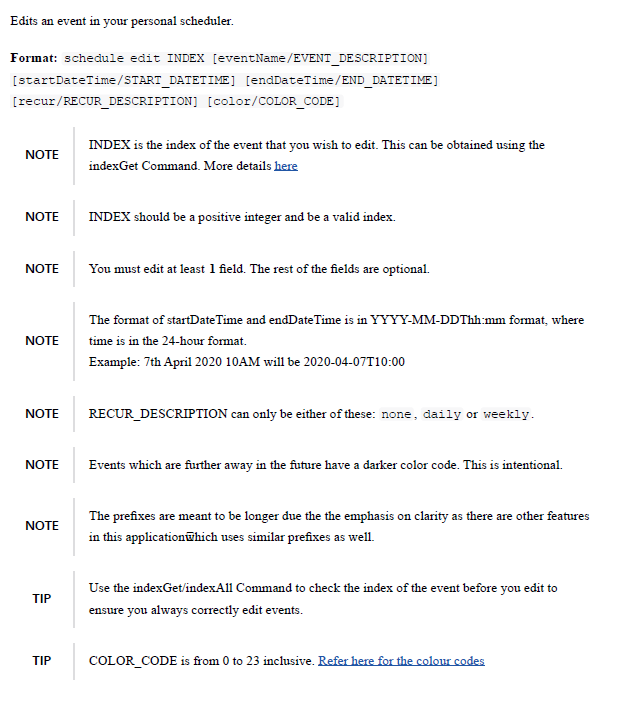 Edits an event in your personal scheduler.
Format: schedule edit INDEX [eventName/EVENT_DESCRIPTION]
[startDateTime/START_DATETIME] [endDateTime/END_DATETIME]
[recur/RECUR_DESCRIPTION] [color/COLOR_CODE]
NOTE
INDEX is the index of the event that you wish to edit. This can be obtained using the
indexGet Command. More details here
NOTE
INDEX should be a positive integer and be a valid index.
NOTE
You must edit at least 1 field. The rest of the fields are optional.
NOTE
The format of startDateTime and endDateTime is in YYYY-MM-DDThh:mm format, where
time is in the 24-hour format.
Example: 7th April 2020 10AM will be 2020-04-07T10:00
NOTE
RECUR_DESCRIPTION can only be either of these: none, daily or weekly.
NOTE
Events which are further away in the future have a darker color code. This is intentional.
NOTE
The prefixes are meant to be longer due the the emphasis on clarity as there are other features
in this application which uses similar prefixes as well.
TIP
Use the indexGet/indexAll Command to check the index of the event before you edit to
ensure you always correctly edit events.
TIP
COLOR_CODE is from 0 to 23 inclusive. Refer here for the colour codes